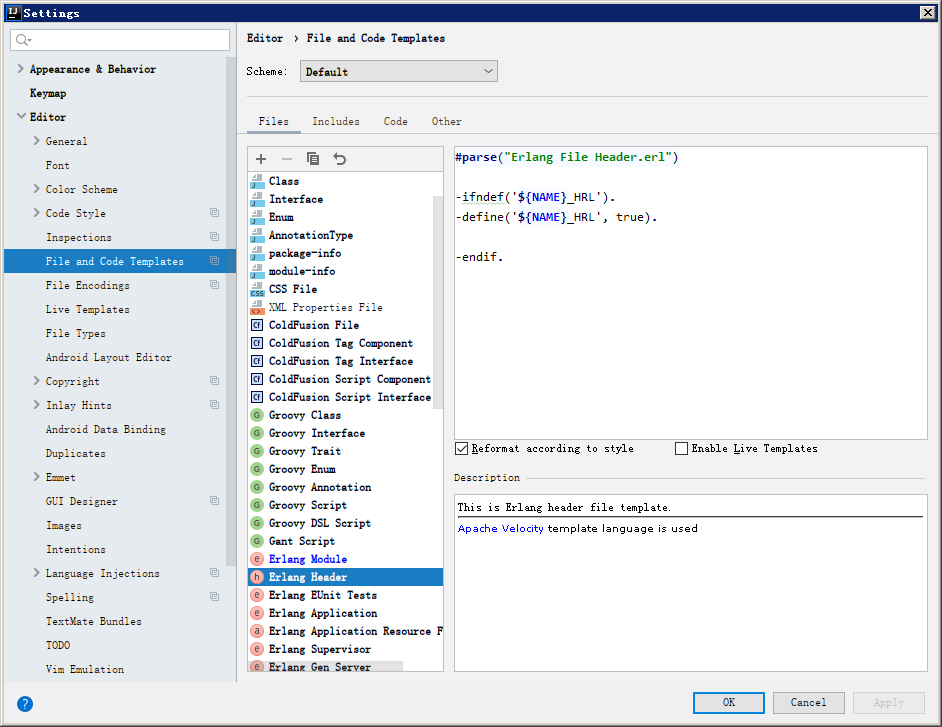 Settings
Appearance & Behavior
Keymap
Editor
General
Font
Color Scheme
Code Style
Inspections
File and Code Templates
File Encodings
Live Templates
File Types
Android Layout Editor
Copyright
Inlay Hints
Android Data Binding
Duplicates
Emmet
GUI Designer
Images
Intentions
Language Injections
Spelling
TextMate Bundles
TODO
Vim Emulation
Editor › File and Code Templates
Scheme: Default
Files Includes Code Other
Class
Interface
Enum
AnnotationType
package-info
module-info
CSS File
XML Properties File
ColdFusion File
ColdFusion Tag Component
ColdFusion Tag Interface
ColdFusion Script Component
ColdFusion Script Interface
Groovy Class
Groovy Interface
Groovy Trait
Groovy Enum
Groovy Annotation
Groovy Script
Groovy DSL Script
Gant Script
Erlang Module
Erlang Header
Erlang EUnit Tests
Erlang Application
Erlang Application Resource F
Erlang Supervisor
Erlang Gen Server
#parse("Erlang File Header.erl")
-ifndef('${NAME}_HRL').
-define('${NAME}_HRL', true).
-endif.
Reformat according to style Enable Live Templates
Description
This is Erlang header file template.
Apache Velocity template language is used
? OK Cancel Apply